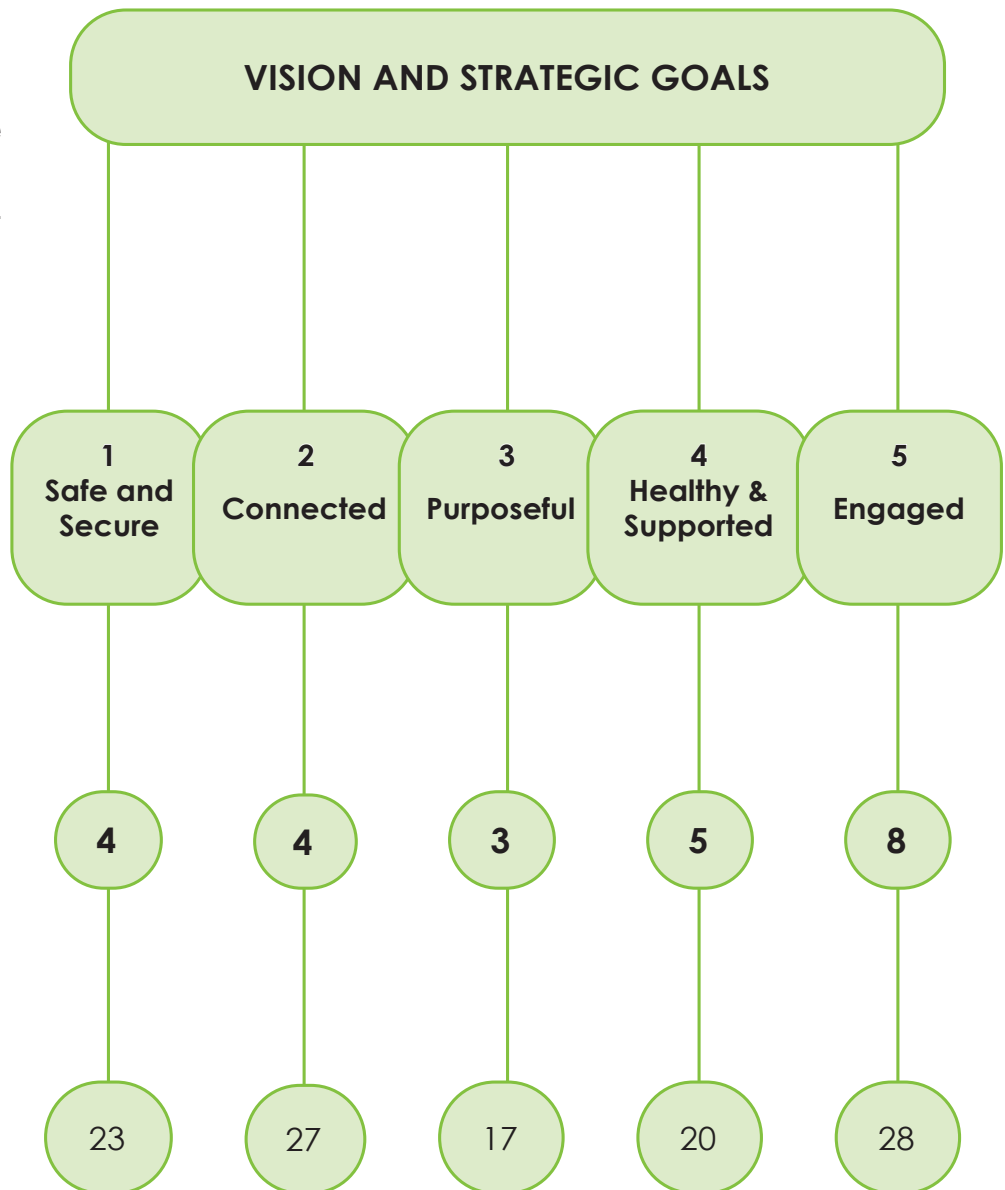 VISION AND STRATEGIC GOALS
1
Safe and
Secure
2
Connected
3
Purposeful
4
Healthy &
Supported
5
Engaged
4
4
3
5
8
23
27
17
20
28